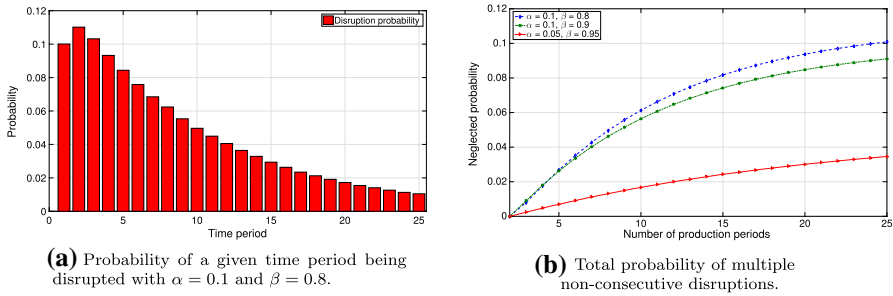 0.12
0.1
0.08
0.06
0.04
0.02
0
Probability
Disruption probability
0 5 10 15 20 25
Time period
(a) Probability of a given time period being
disrupted with α = 0.1 and β = 0.8.
0.12
0.1
0.08
0.06
0.04
0.02
0
Neglected probability
α = 0.1, β = 0.8
α = 0.1, β = 0.9
α = 0.05, β = 0.95
5 10 15 20 25
Number of production periods
(b) Total probability of multiple
non-consecutive disruptions.